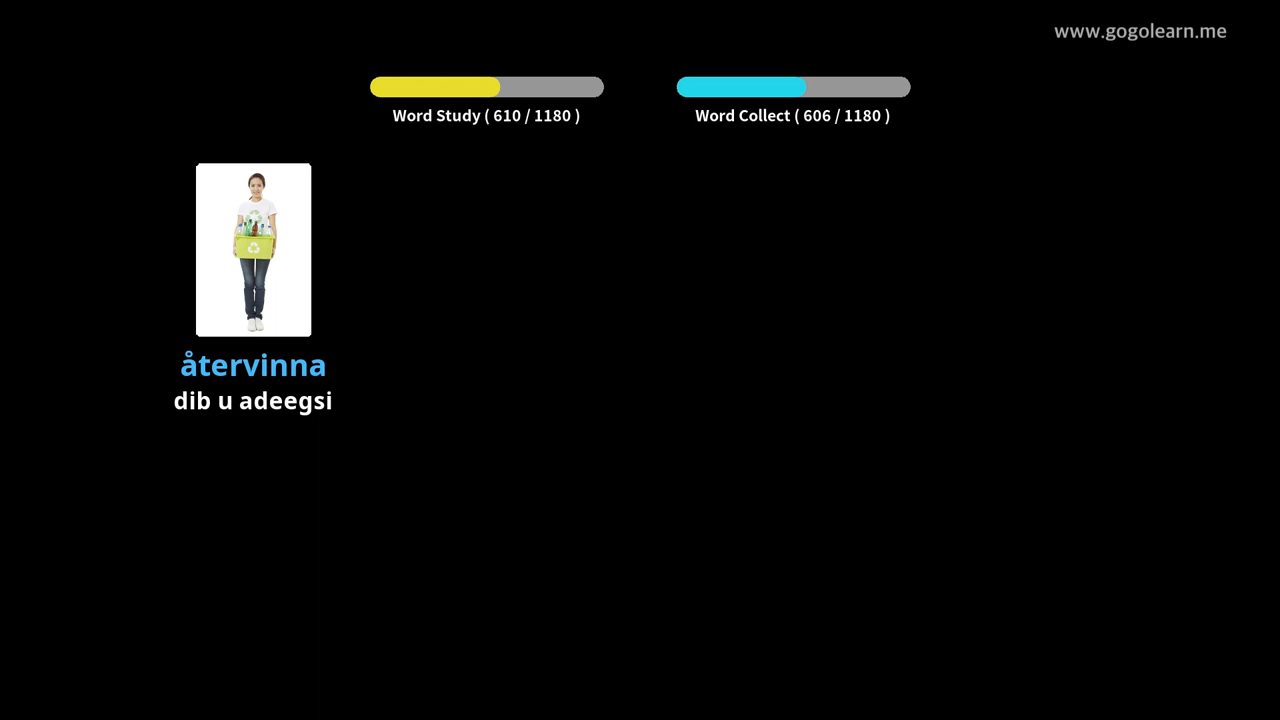 www.gogolearn.me
Word Study ( 610 / 1180 )
Word Collect ( 606 / 1180 )
återvinna
dib u adeegsi